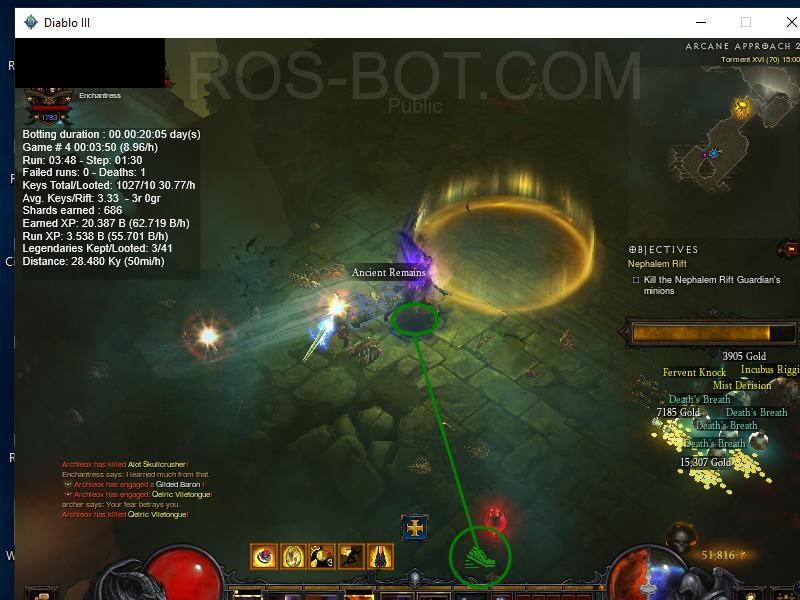 Diablo III
ROS-BOT.COM
Public
ARCANE APPROACH 2
Torment XVI (70) 15:00
Enchantress
1783
Botting duration : 00.00:20:05 day(s)
Game # 4 00:03:50 (8.96/h)
Run: 03:48 - Step: 01:30
Failed runs: 0 - Deaths: 1
Keys Total/Looted: 1027/10 30.77/h
Avg. Keys/Rift: 3.33 - 3r 0gr
Shards earned : 686
Earned XP: 20.387 B (62.719 B/h)
Run XP: 3.538 B (55.701 B/h)
Legendaries Kept/Looted: 3/41
Distance: 28.480 Ky (50mi/h)
Ancient Remains
OBJECTIVES
Nephalem Rift
Kill the Nephalem Rift Guardian's
minions
3905 Gold
Fervent Knock
Incubus Riggi
Mist Derision
Death's Breath
7185 Gold
Death's Breath
Death's Breath
Death's Breath
15,307 Gold
Archleox has killed Alot Skullcrusher!
Enchantress says: I learned much from that.
Archleox has engaged a Gilded Baron !
Archleox has engaged: Qelric Viletongue!
archer says: Your fear betrays you.
Archleox has killed Qelric Viletongue!
3
51,816